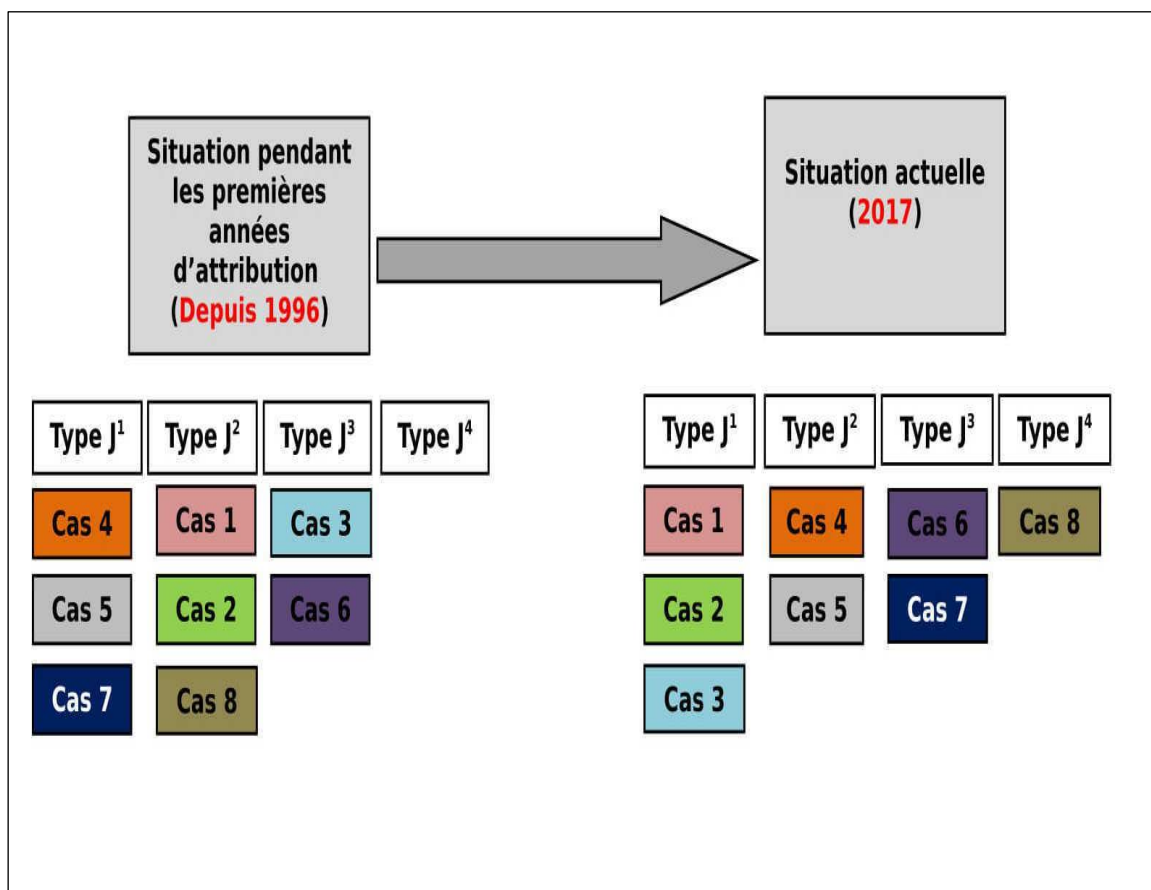 Situation pendant
les premières
années
d’attribution
(Depuis 1996)
Situation actuelle
(2017)
Type J¹ Type J² Type J³ Type J⁴
Cas 4 Cas 1 Cas 3
Cas 5 Cas 2 Cas 6
Cas 7 Cas 8
Type J¹ Type J² Type J³ Type J⁴
Cas 1 Cas 4 Cas 6 Cas 8
Cas 2 Cas 5 Cas 7
Cas 3